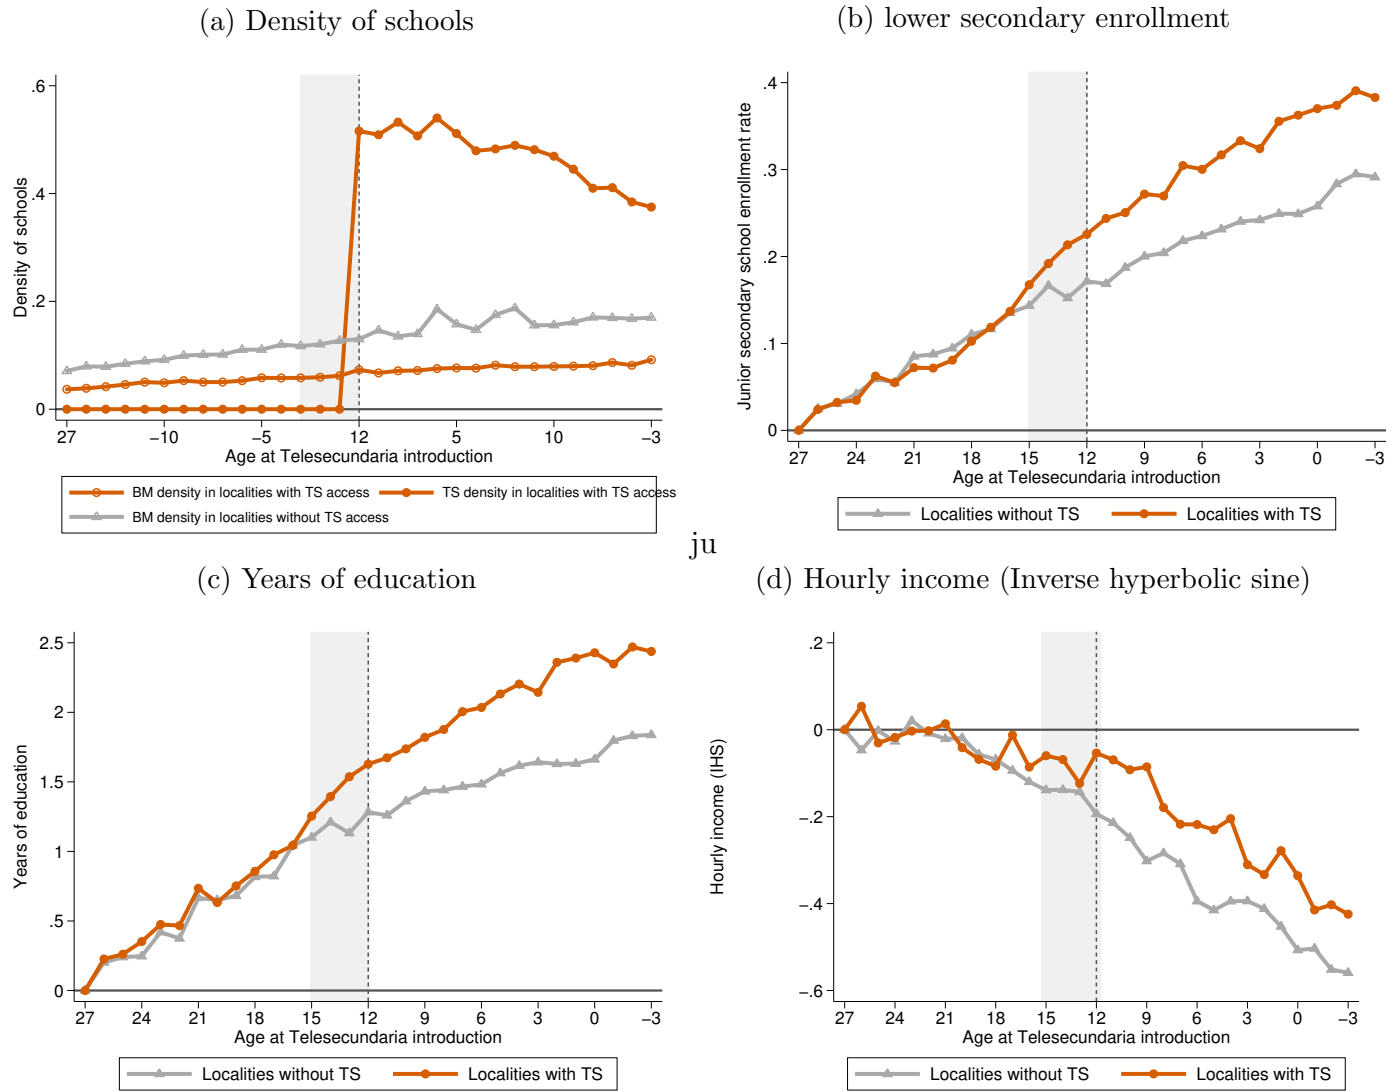 (a) Density of schools
.6
.4
.2
0
Density of schools
27 −10 −5 12 5 10 −3
Age at Telesecundaria introduction
BM density in localities with TS access TS density in localities with TS access
BM density in localities without TS access
(b) lower secondary enrollment
.4
.3
.2
.1
0
Junior secondary school enrollment rate
27 24 21 18 15 12 9 6 3 0 −3
Age at Telesecundaria introduction
Localities without TS Localities with TS
ju
(c) Years of education
2.5
2
1.5
1
.5
0
Years of education
27 24 21 18 15 12 9 6 3 0 −3
Age at Telesecundaria introduction
Localities without TS Localities with TS
(d) Hourly income (Inverse hyperbolic sine)
.2
0
−.2
−.4
−.6
Hourly income (IHS)
27 24 21 18 15 12 9 6 3 0 −3
Age at Telesecundaria introduction
Localities without TS Localities with TS